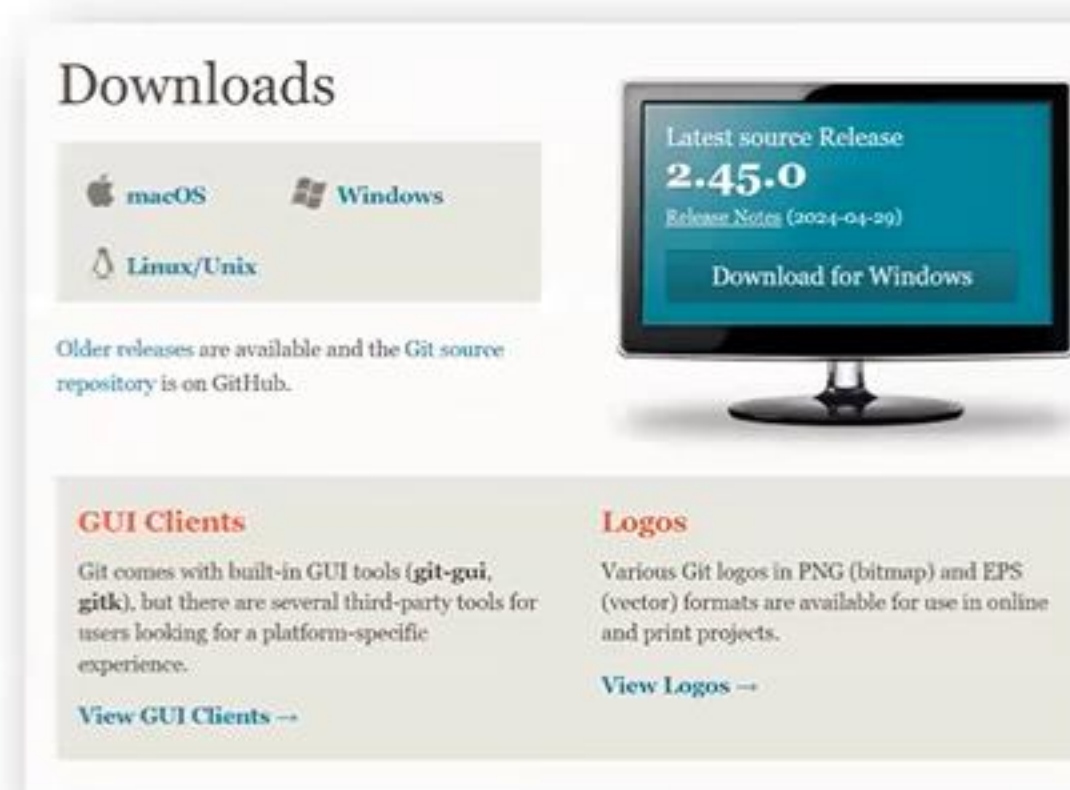 Downloads
macOS
Windows
Linux/Unix
Older releases are available and the Git source
repository is on GitHub.
Latest source Release
2.45.0
Release Notes (2024-04-29)
Download for Windows
GUI Clients
Git comes with built-in GUI tools (git-gui,
gitk), but there are several third-party tools for
users looking for a platform-specific
experience.
View GUI Clients →
Logos
Various Git logos in PNG (bitmap) and EPS
(vector) formats are available for use in online
and print projects.
View Logos →